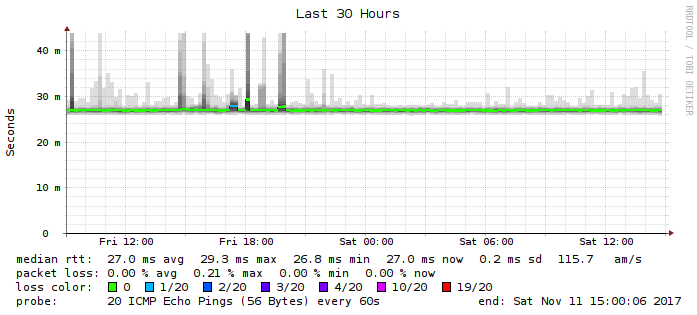 Last 30 Hours
RRDTOOL / TOBI OETIKER
Seconds
40 m
30 m
20 m
10 m
0
Fri 12:00 Fri 18:00 Sat 00:00 Sat 06:00 Sat 12:00
median rtt: 27.0 ms avg 29.3 ms max 26.8 ms min 27.0 ms now 0.2 ms sd 115.7 am/s
packet loss: 0.00 % avg 0.21 % max 0.00 % min 0.00 % now
loss color: 0 1/20 2/20 3/20 4/20 10/20 19/20
probe: 20 ICMP Echo Pings (56 Bytes) every 60s end: Sat Nov 11 15:00:06 2017